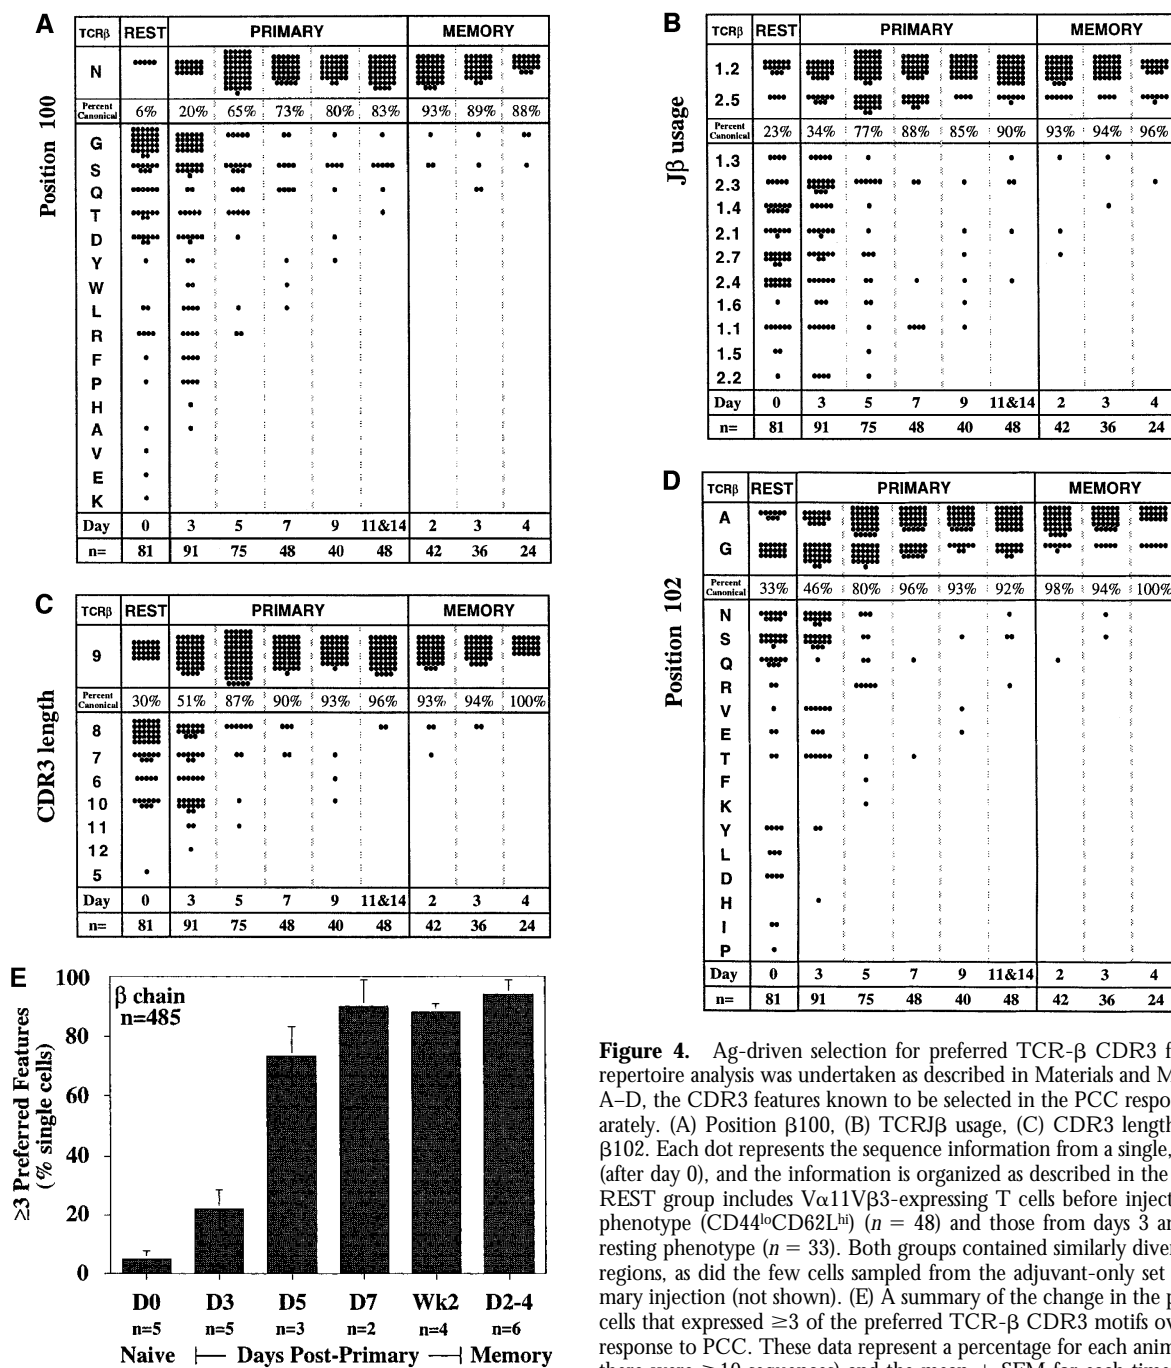 A
TCRβ REST PRIMARY MEMORY
N
Percent Canonical 6% 20% 65% 73% 80% 83% 93% 89% 88%
Position 100
G
S
Q
T
D
Y
W
L
R
F
P
H
A
V
E
K
Day 0 3 5 7 9 11&14 2 3 4
n= 81 91 75 48 40 48 42 36 24
B
TCRβ REST PRIMARY MEMORY
1.2
2.5
Percent Canonical 23% 34% 77% 88% 85% 90% 93% 94% 96%
Jβ usage
1.3
2.3
1.4
2.1
2.7
2.4
1.6
1.1
1.5
2.2
Day 0 3 5 7 9 11&14 2 3 4
n= 81 91 75 48 40 48 42 36 24
C
TCRβ REST PRIMARY MEMORY
9
Percent Canonical 30% 51% 87% 90% 93% 96% 93% 94% 100%
CDR3 length
8
7
6
10
11
12
5
Day 0 3 5 7 9 11&14 2 3 4
n= 81 91 75 48 40 48 42 36 24
D
TCRβ REST PRIMARY MEMORY
A
G
Percent Canonical 33% 46% 80% 96% 93% 92% 98% 94% 100%
Position 102
N
S
Q
R
V
E
T
F
K
Y
L
D
H
I
P
Day 0 3 5 7 9 11&14 2 3 4
n= 81 91 75 48 40 48 42 36 24
E
≥3 Preferred Features
(% single cells)
100
80
60
40
20
0
β chain
n=485
D0 D3 D5 D7 Wk2 D2-4
n=5 n=5 n=3 n=2 n=4 n=6
Naive Days Post-Primary Memory
Figure 4. Ag-driven selection for preferred TCR-β CDR3 f
repertoire analysis was undertaken as described in Materials and M
A–D, the CDR3 features known to be selected in the PCC respo
arately. (A) Position β100, (B) TCRJβ usage, (C) CDR3 length
β102. Each dot represents the sequence information from a single,
(after day 0), and the information is organized as described in the
REST group includes Vα11Vβ3-expressing T cells before inject
phenotype (CD44loCD62Lhi) (n = 48) and those from days 3 an
resting phenotype (n = 33). Both groups contained similarly diver
regions, as did the few cells sampled from the adjuvant-only set
mary injection (not shown). (E) A summary of the change in the p
cells that expressed ≥3 of the preferred TCR-β CDR3 motifs ov
response to PCC. These data represent a percentage for each anim
there were ≥10 sequences) and the mean + SEM for each tim